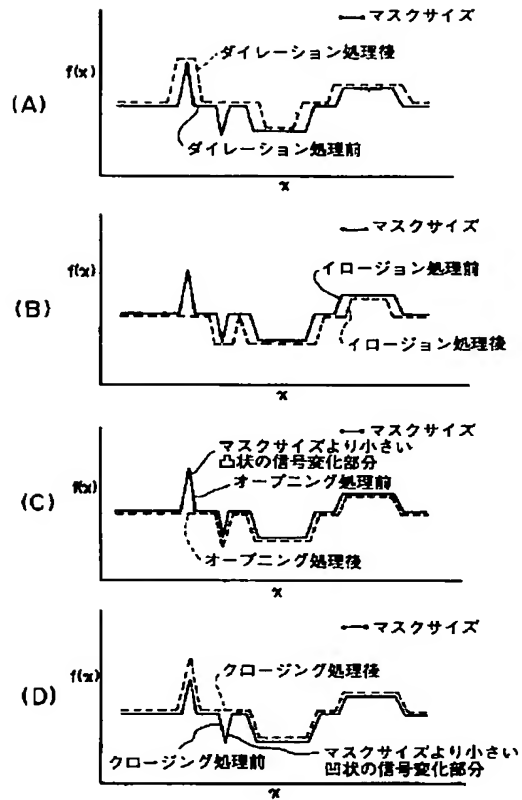 マスクサイズ
f(x)
ダイレーション処理後
(A)
ダイレーション処理前
x
マスクサイズ
f(x)
イロージョン処理前
(B)
イロージョン処理後
x
マスクサイズ
マスクサイズより小さい
凸状の信号変化部分
f(x)
オープニング処理前
(C)
オープニング処理後
x
マスクサイズ
f(x)
クロージング処理後
(D)
クロージング処理前
マスクサイズより小さい
凹状の信号変化部分
x